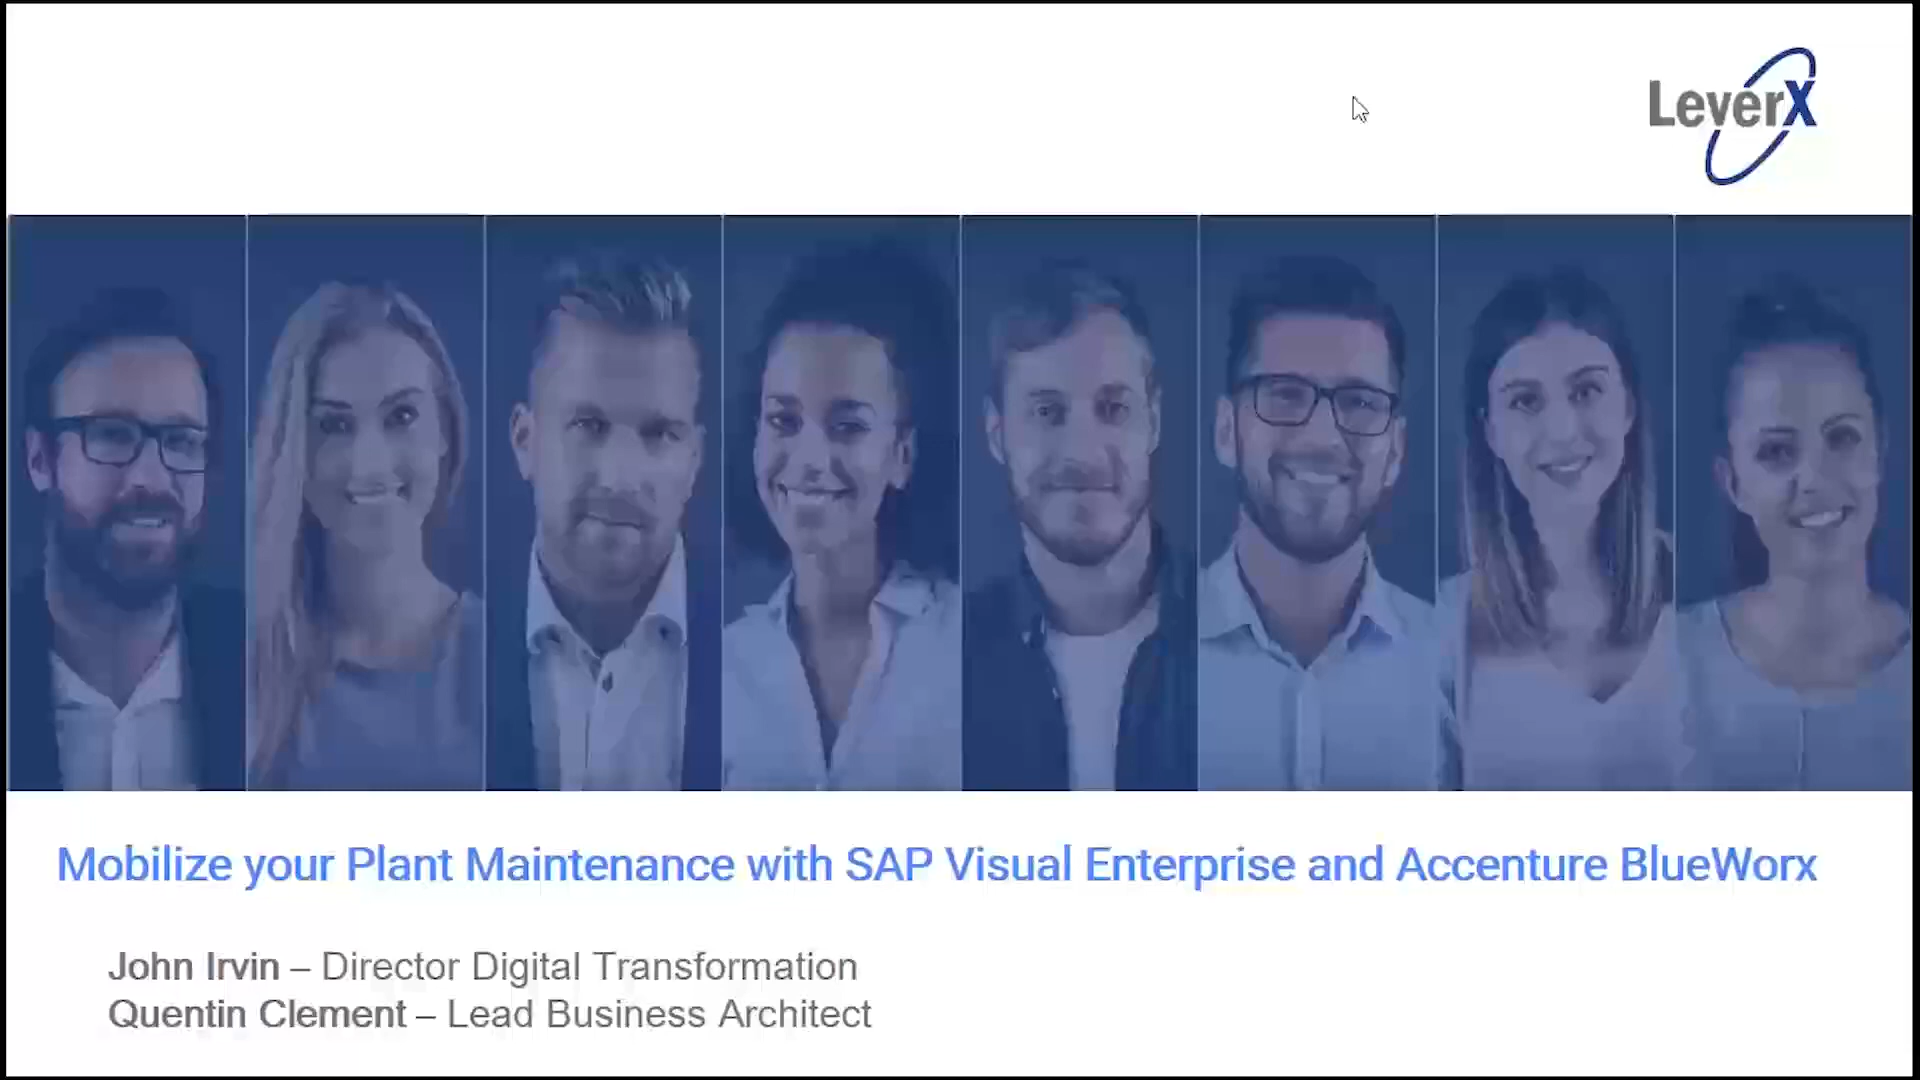 LeverX
Mobilize your Plant Maintenance with SAP Visual Enterprise and Accenture BlueWorx
John Irvin – Director Digital Transformation
Quentin Clement – Lead Business Architect